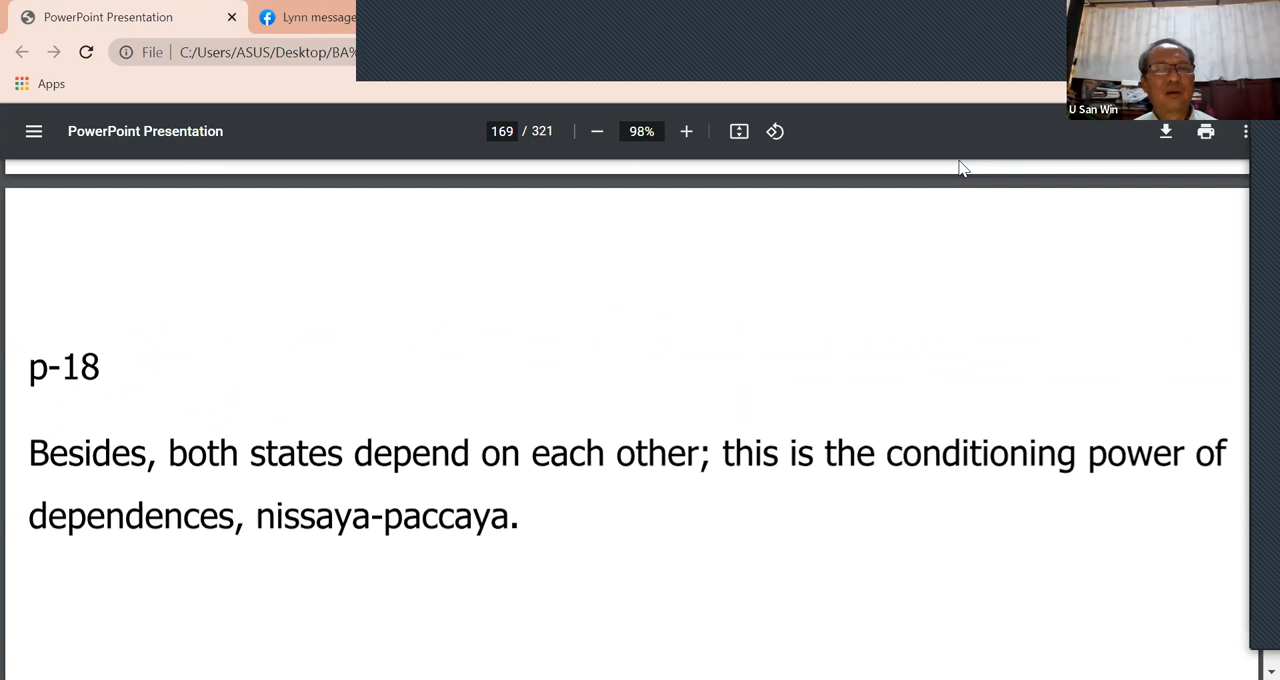 PowerPoint Presentation
Lynn message
File
C:/Users/ASUS/Desktop/BA%
Apps
U San Win
PowerPoint Presentation
169 / 321
98%
p-18
Besides, both states depend on each other; this is the conditioning power of
dependences, nissaya-paccaya.